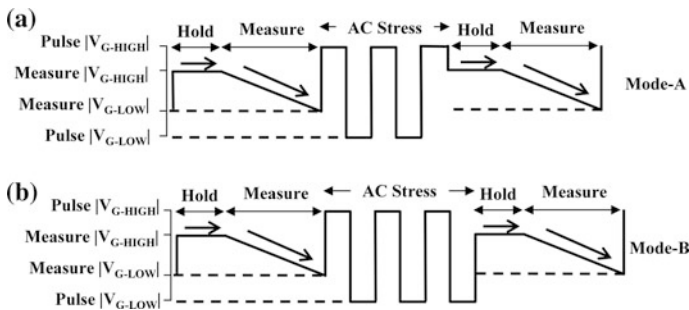 (a)
Hold Measure AC Stress Hold Measure
Pulse |VG-HIGH|
Measure |VG-HIGH|
Measure |VG-LOW|
Pulse |VG-LOW|
Mode-A
(b)
Hold Measure AC Stress Hold Measure
Pulse |VG-HIGH|
Measure |VG-HIGH|
Measure |VG-LOW|
Pulse |VG-LOW|
Mode-B